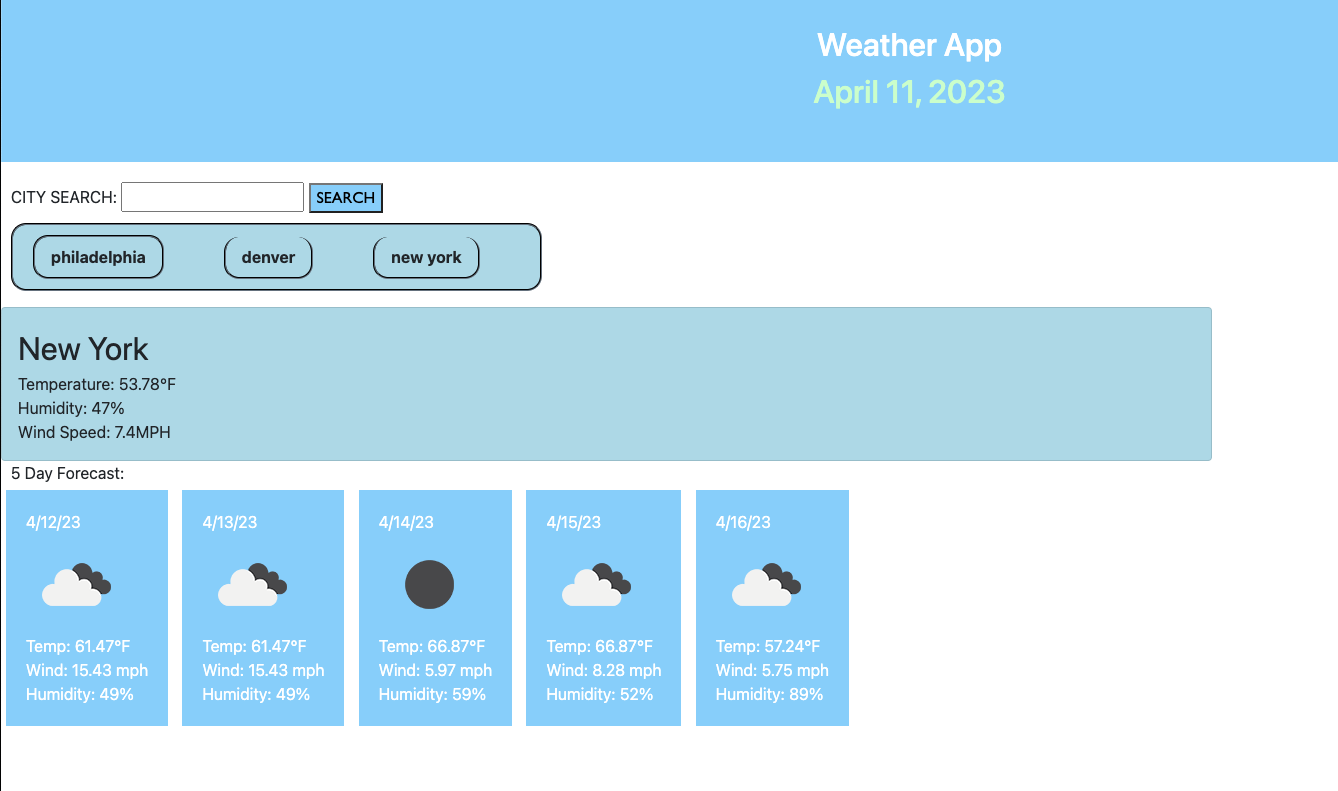 Weather App
April 11, 2023
CITY SEARCH: SEARCH
philadelphia denver new york
New York
Temperature: 53.78°F
Humidity: 47%
Wind Speed: 7.4MPH
5 Day Forecast:
4/12/23
Temp: 61.47°F
Wind: 15.43 mph
Humidity: 49%
4/13/23
Temp: 61.47°F
Wind: 15.43 mph
Humidity: 49%
4/14/23
Temp: 66.87°F
Wind: 5.97 mph
Humidity: 59%
4/15/23
Temp: 66.87°F
Wind: 8.28 mph
Humidity: 52%
4/16/23
Temp: 57.24°F
Wind: 5.75 mph
Humidity: 89%